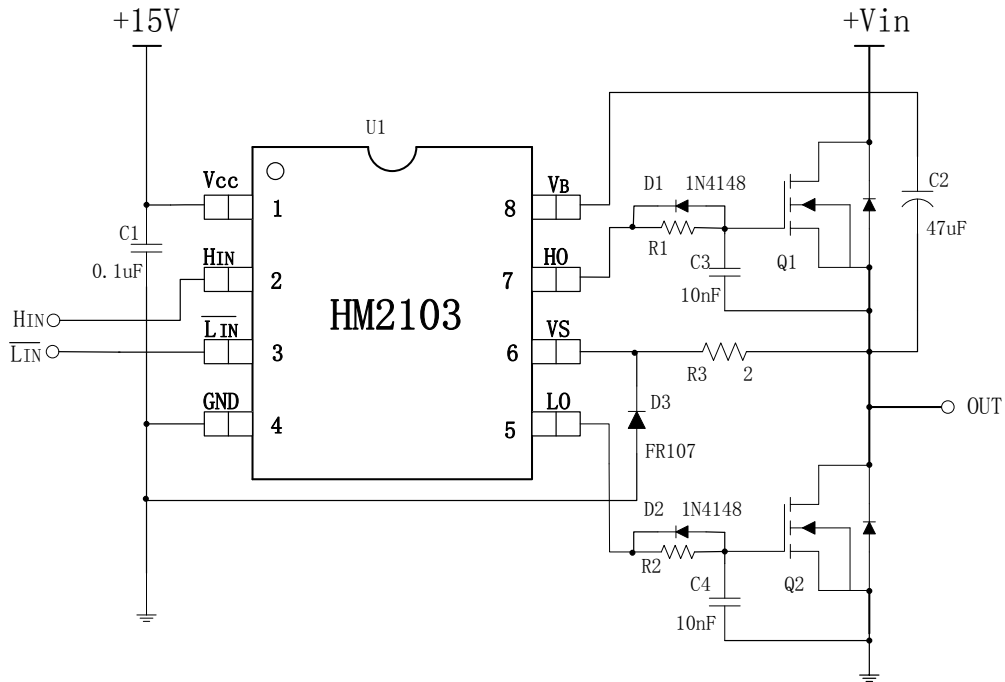 +15V
+Vin
U1
Vcc
1
VB
8
D1
1N4148
C2
47uF
C1
0.1uF
R1
HIN
2
HO
7
C3
10nF
Q1
HM2103
HIN
LIN
LIN
3
VS
6
R3
2
GND
4
LO
5
D3
FR107
OUT
D2
1N4148
R2
C4
10nF
Q2